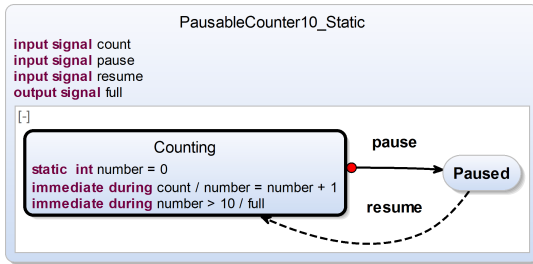 PausableCounter10_Static
input signal count
input signal pause
input signal resume
output signal full
[-]
Counting
static int number = 0
immediate during count / number = number + 1
immediate during number > 10 / full
pause
Paused
resume